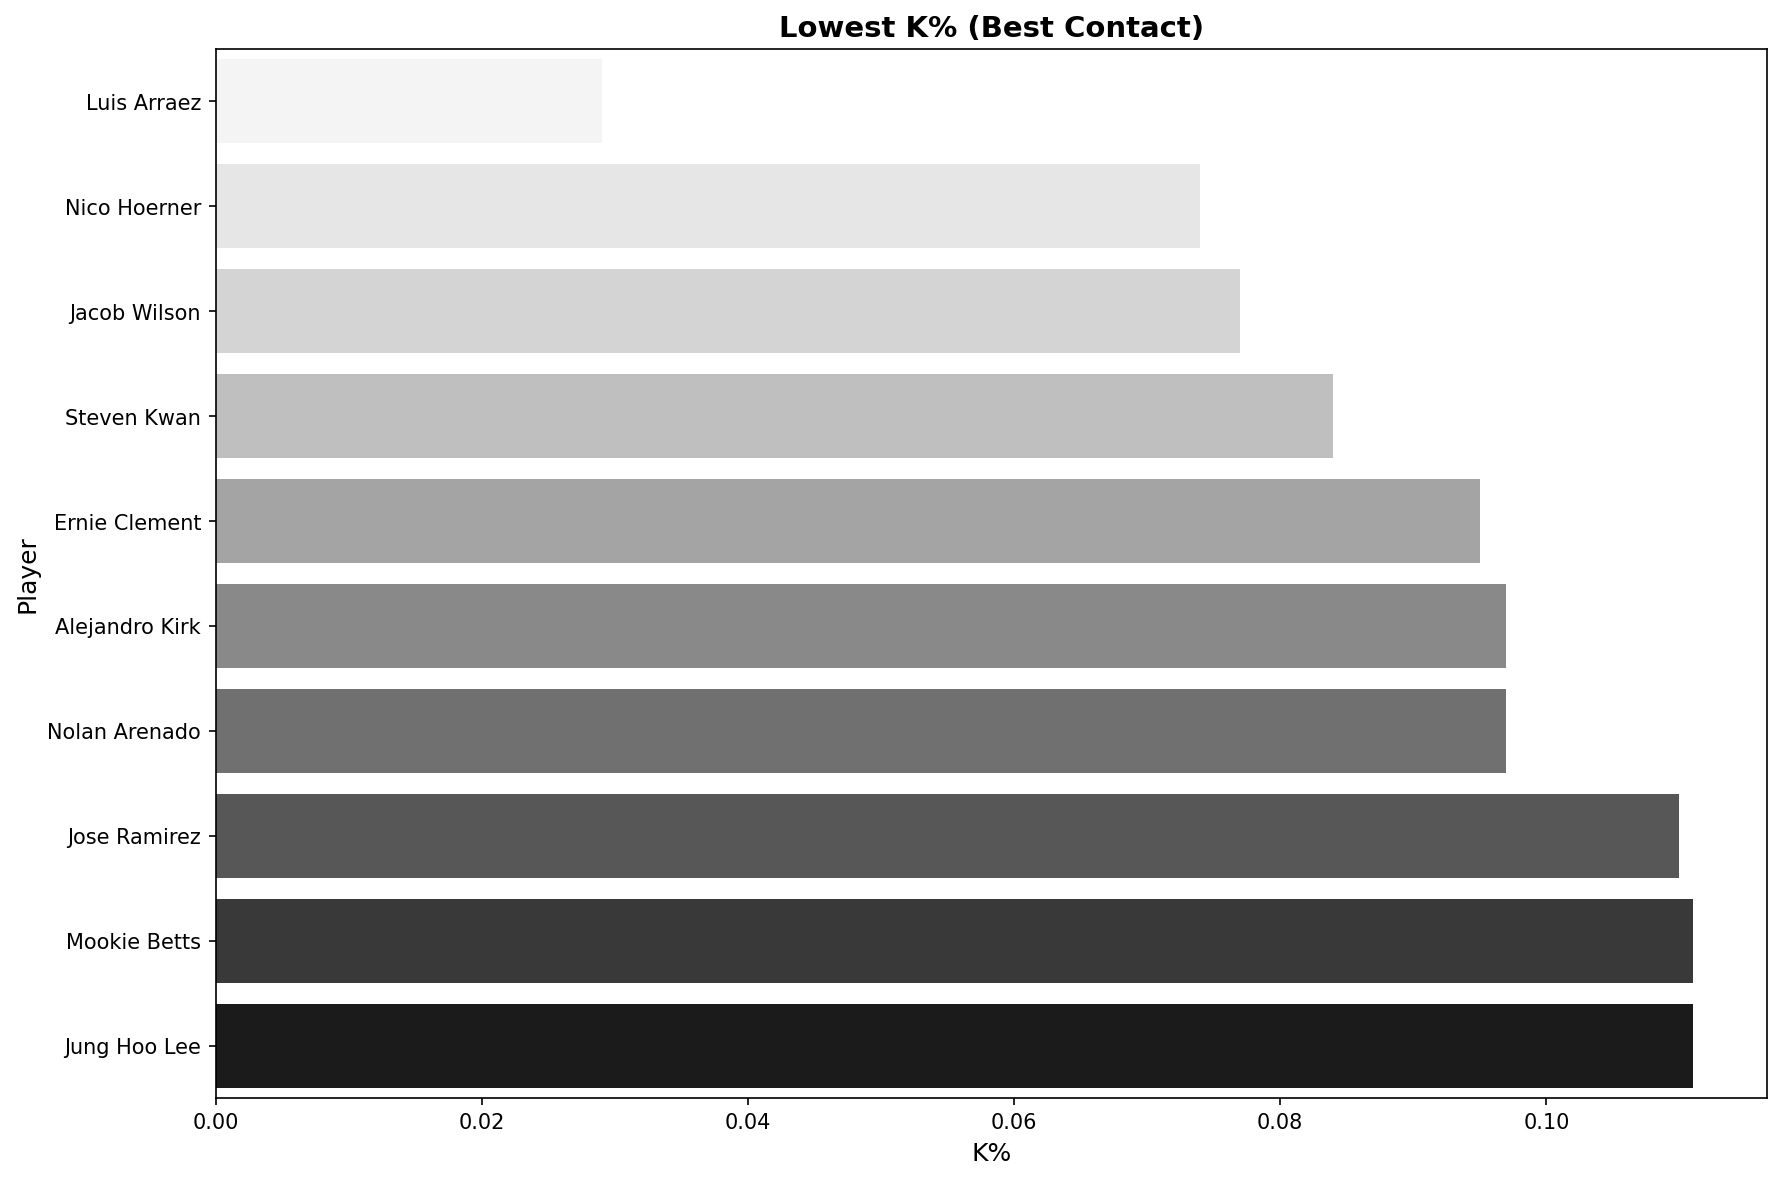 Lowest K% (Best Contact)
Luis Arraez
Nico Hoerner
Jacob Wilson
Steven Kwan
Ernie Clement
Alejandro Kirk
Nolan Arenado
Jose Ramirez
Mookie Betts
Jung Hoo Lee
Player
0.00 0.02 0.04 0.06 0.08 0.10
K%